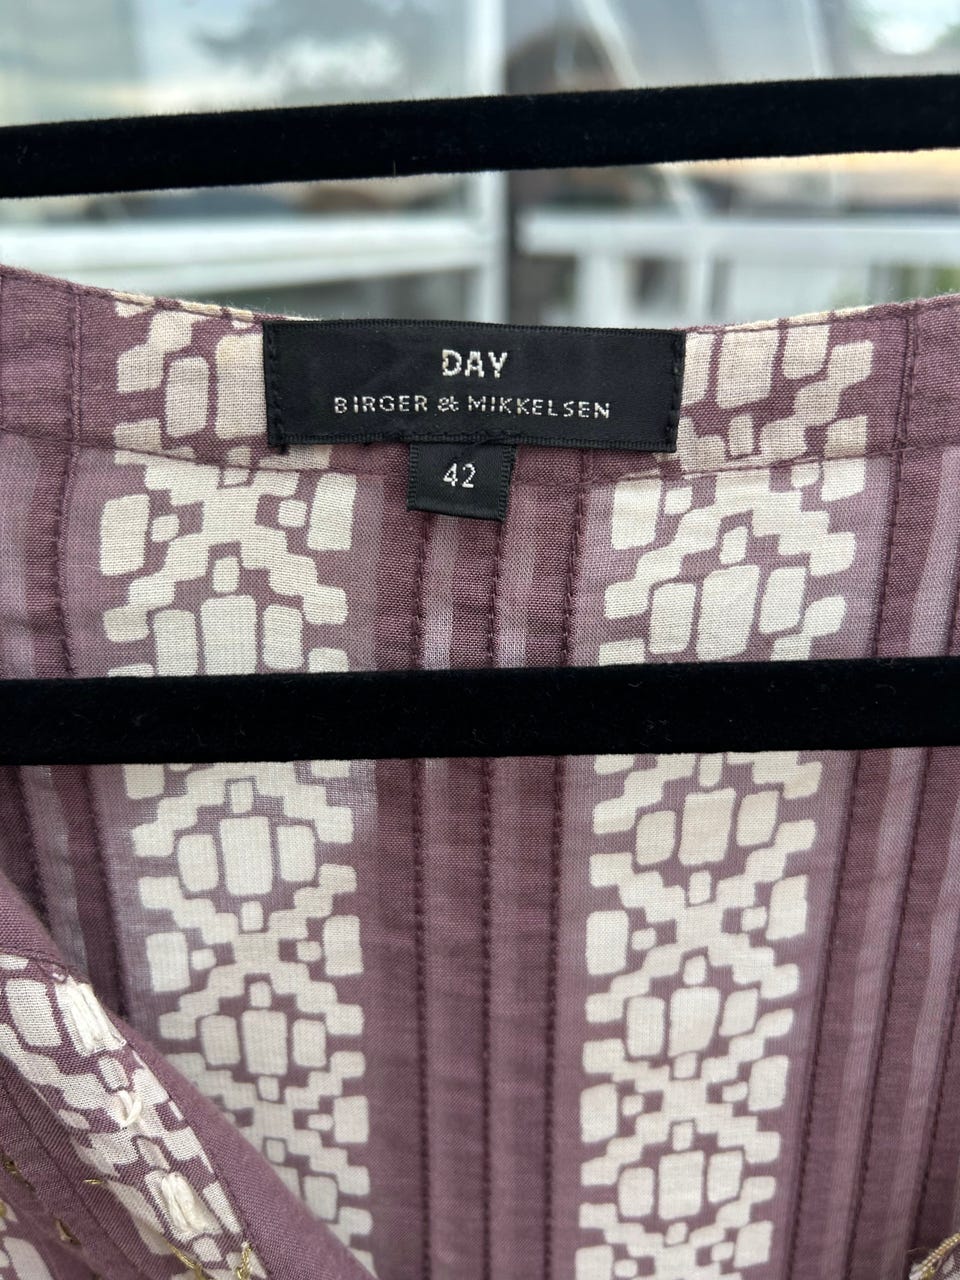 DAY
BIRGER & MIKKELSEN
42